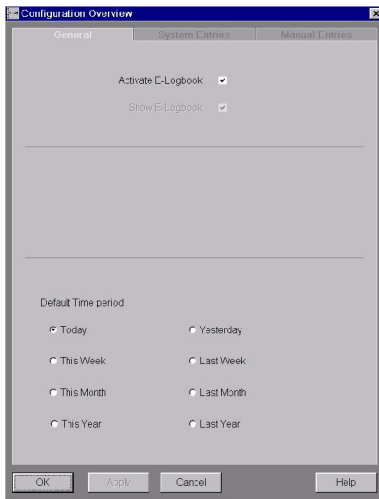 Configuration Overview
General System Entries Manual Entries
Activate E-Logbook
Show E-Logbook
Default Time period
Today Yesterday
This Week Last Week
This Month Last Month
This Year Last Year
OK Apply Cancel Help